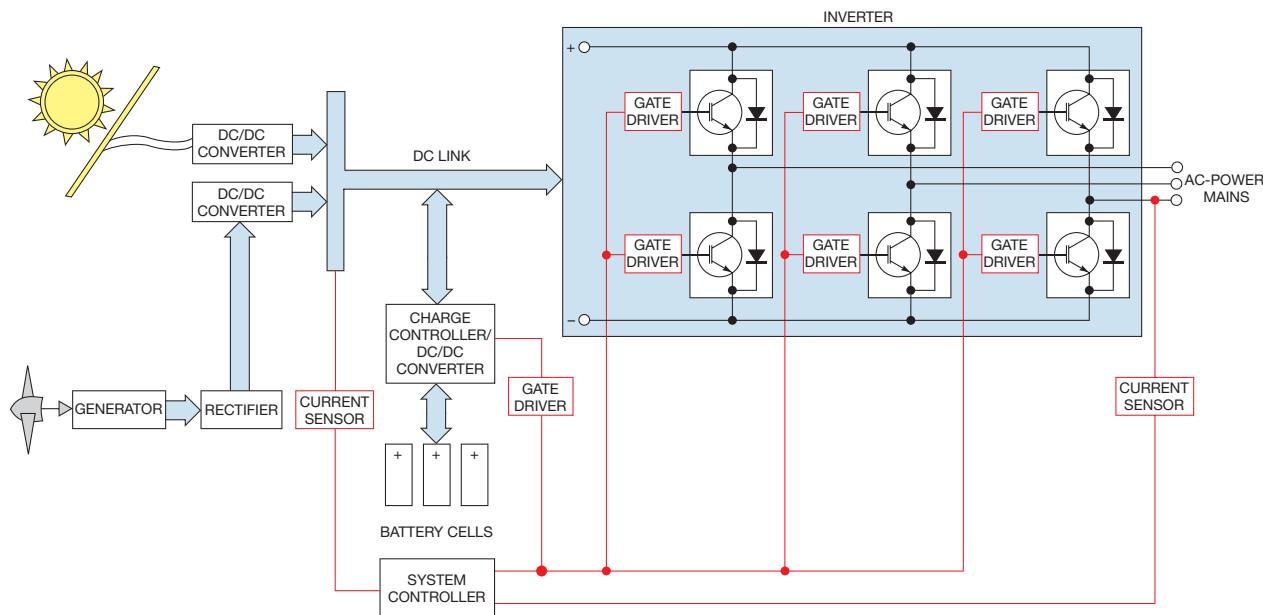 INVERTER
+
GATE
DRIVER
GATE
DRIVER
GATE
DRIVER
DC/DC
CONVERTER
DC LINK
AC-POWER
MAINS
DC/DC
CONVERTER
GATE
DRIVER
GATE
DRIVER
GATE
DRIVER
−
CHARGE
CONTROLLER/
DC/DC
CONVERTER
GENERATOR
RECTIFIER
CURRENT
SENSOR
GATE
DRIVER
CURRENT
SENSOR
+ + +
BATTERY CELLS
SYSTEM
CONTROLLER